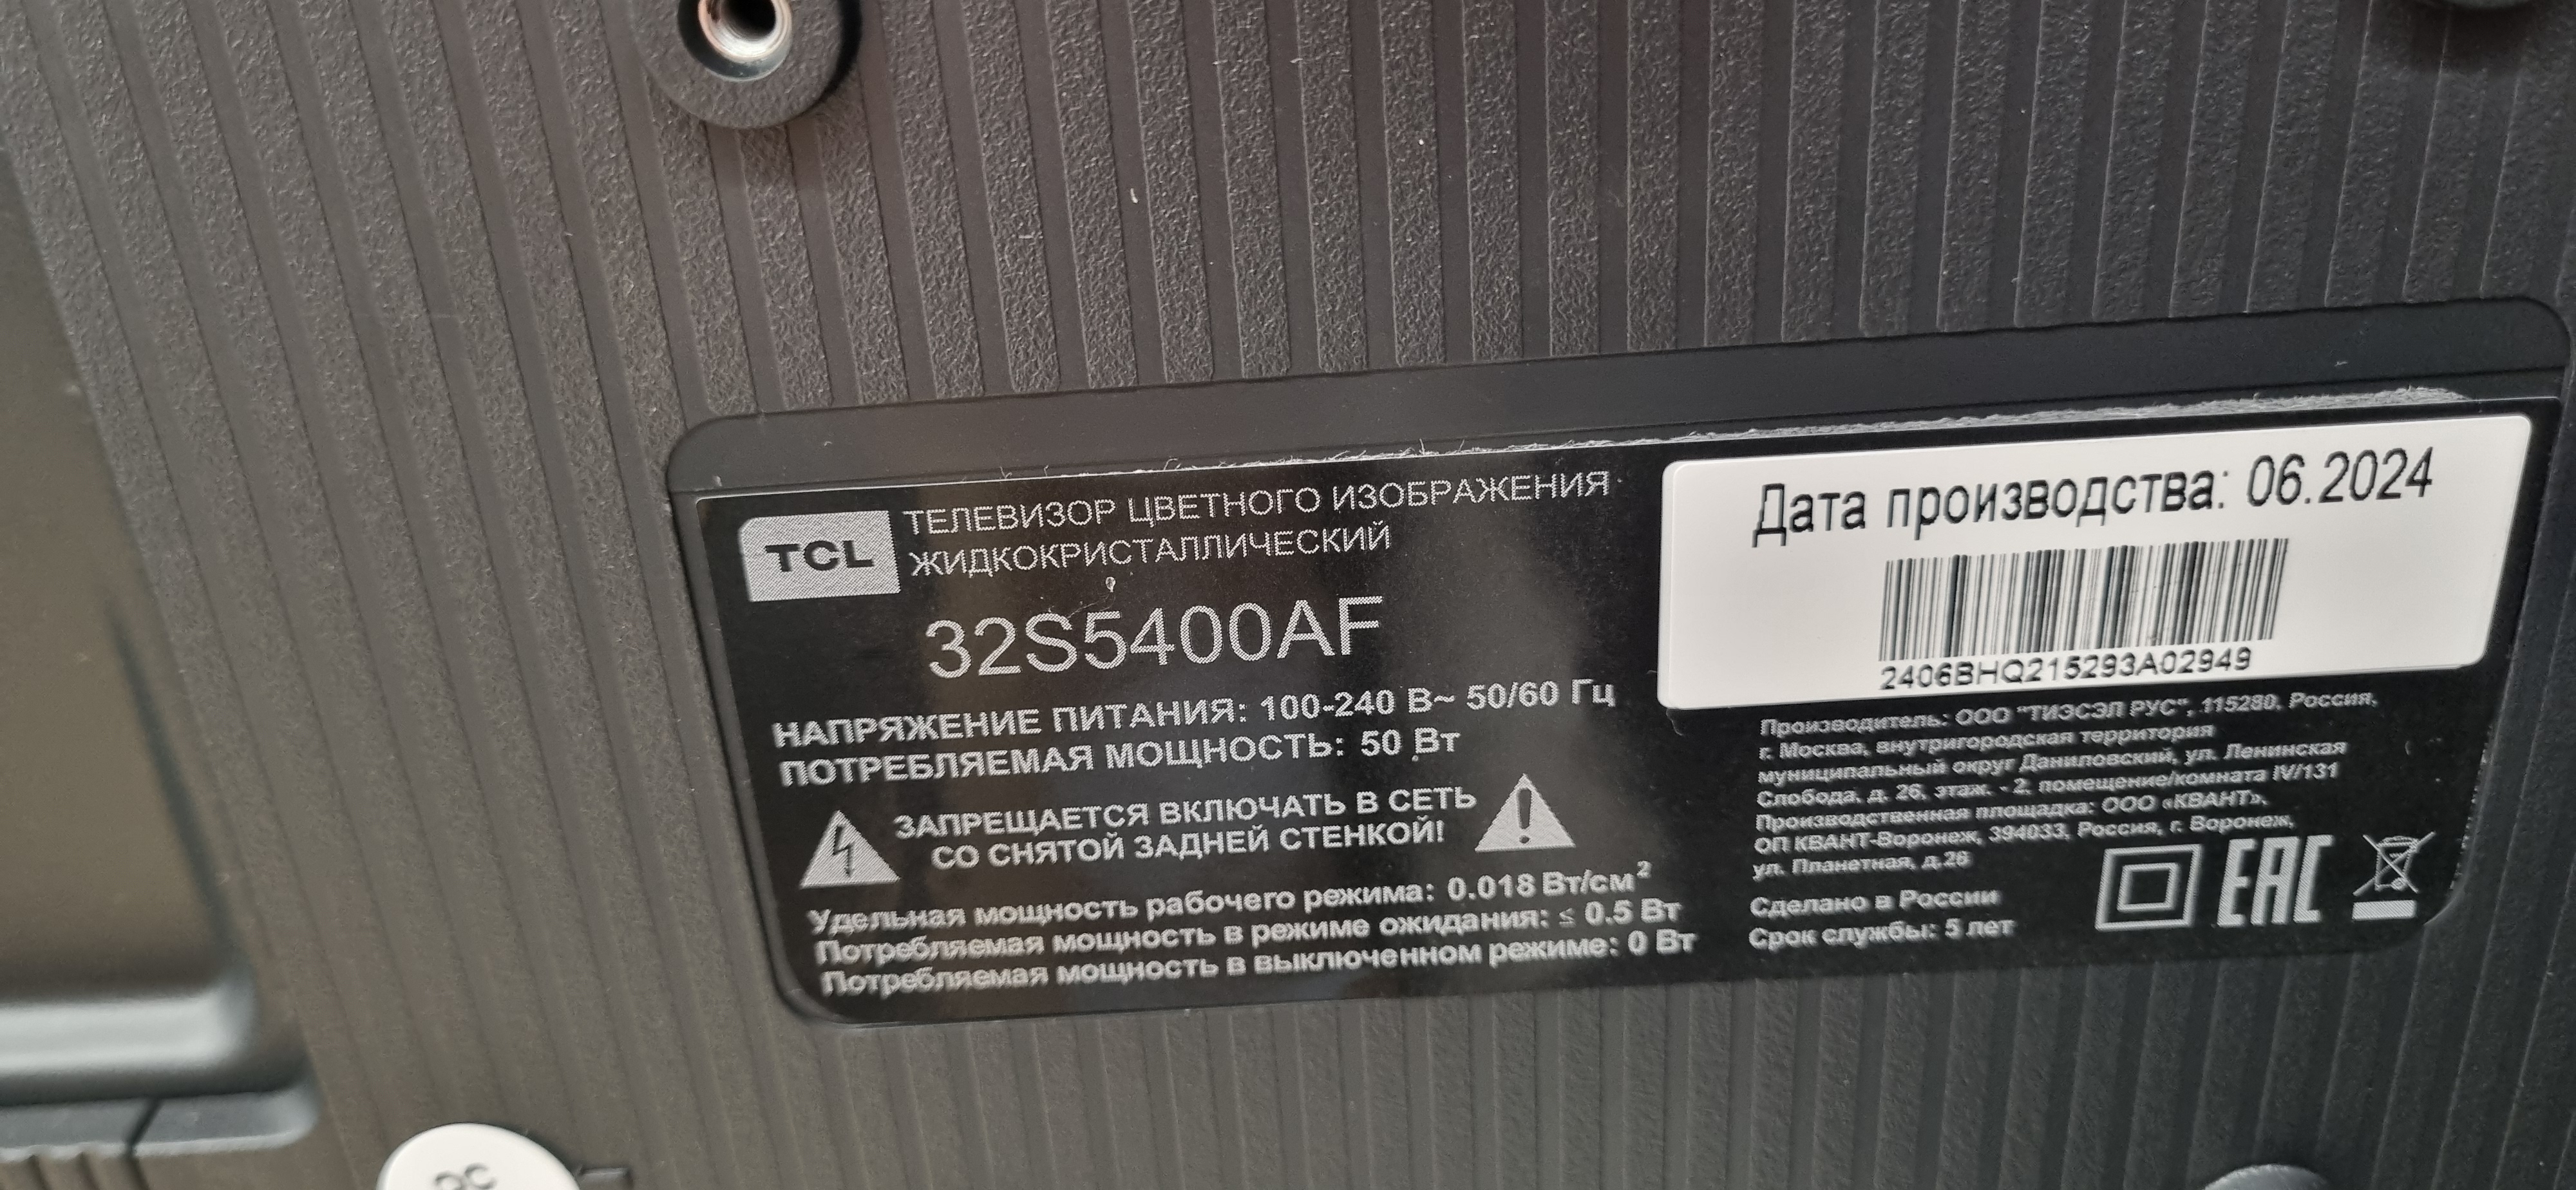 TCL
ТЕЛЕВИЗОР ЦВЕТНОГО ИЗОБРАЖЕНИЯ
ЖИДКОКРИСТАЛЛИЧЕСКИЙ
32S5400AF
НАПРЯЖЕНИЕ ПИТАНИЯ: 100-240 В~ 50/60 Гц
ПОТРЕБЛЯЕМАЯ МОЩНОСТЬ: 50 Вт
ЗАПРЕЩАЕТСЯ ВКЛЮЧАТЬ В СЕТЬ
СО СНЯТОЙ ЗАДНЕЙ СТЕНКОЙ!
Удельная мощность рабочего режима: 0.018 Вт/см²
Потребляемая мощность в режиме ожидания: ≤ 0.5 Вт
Потребляемая мощность в выключенном режиме: 0 Вт
Дата производства: 06.2024
2406BHQ215293A02949
Производитель: ООО "ТИЭСЭЛ РУС", 115280, Россия,
г. Москва, внутригородская территория
муниципальный округ Даниловский, ул. Ленинская
Слобода, д. 26, этаж. - 2, помещение/комната IV/131
Производственная площадка: ООО «КВАНТ»,
ОП КВАНТ-Воронеж, 394033, Россия, г. Воронеж,
ул. Планетная, д.26
Сделано в России
Срок службы: 5 лет
EAC
QC